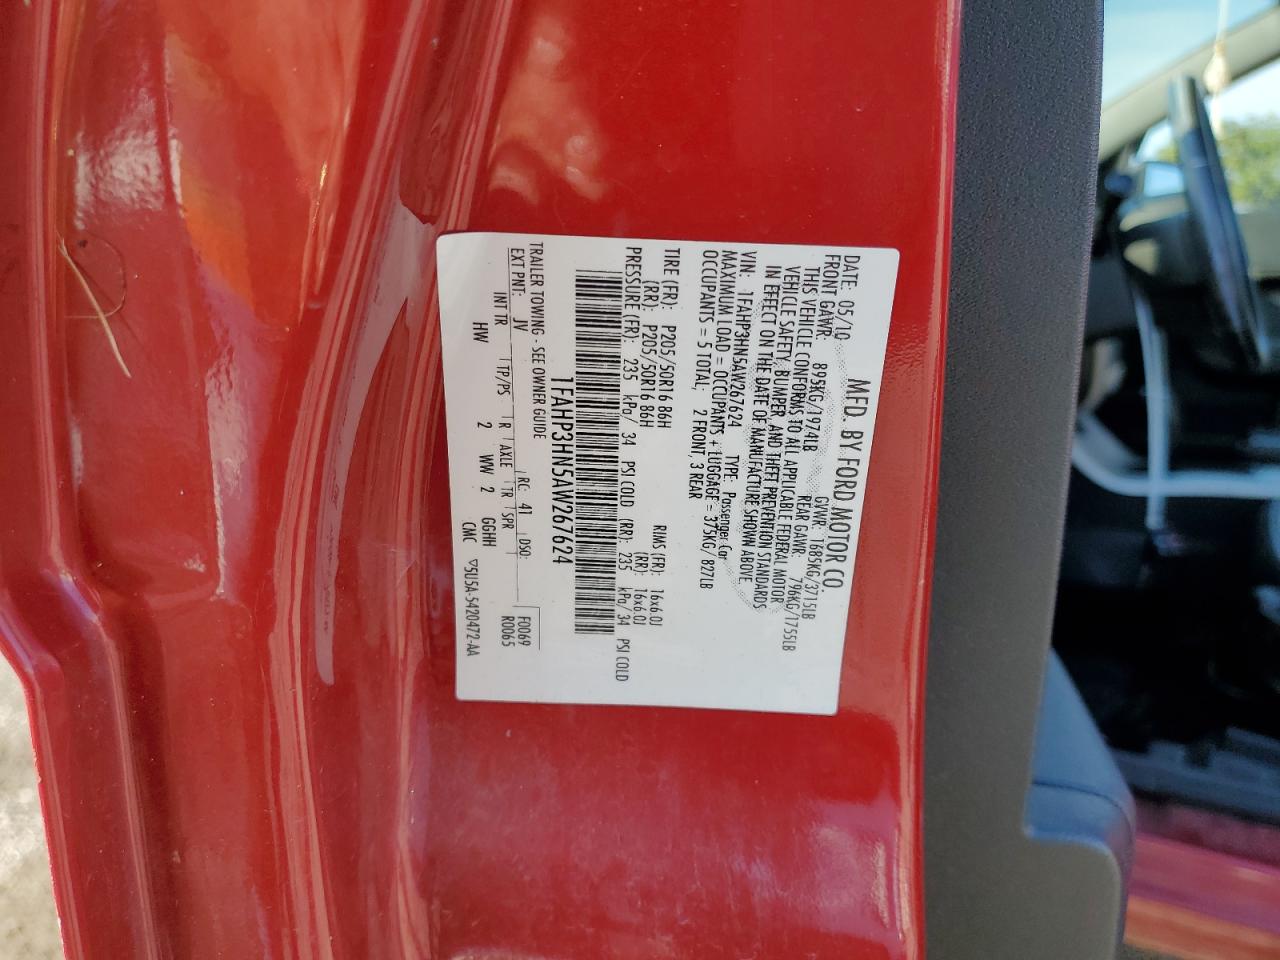 MFD. BY FORD MOTOR CO.
DATE: 05/10 GVWR: 1685KG/3715LB
FRONT GAWR: 895KG/1974LB REAR GAWR: 796KG/1755LB
THIS VEHICLE CONFORMS TO ALL APPLICABLE FEDERAL MOTOR
VEHICLE SAFETY, BUMPER, AND THEFT PREVENTION STANDARDS
IN EFFECT ON THE DATE OF MANUFACTURE SHOWN ABOVE.
VIN: 1FAHP3HN5AW267624 TYPE: Passenger Car
MAXIMUM LOAD = OCCUPANTS + LUGGAGE = 375KG/827LB
OCCUPANTS = 5 TOTAL: 2 FRONT, 3 REAR
TIRE (FR): P205/50R16 86H RIMS (FR): 16x6.0J
(RR): P205/50R16 86H (RR): 16x6.0J
PRESSURE (FR): 235 kPa/ 34 PSI COLD (RR): 235 kPa/34 PSI COLD
1FAHP3HN5AW267624
TRAILER TOWING - SEE OWNER GUIDE
EXT PNT: JV RC: 41 DSO: F0069
INT TR TP/PS R AXLE TR SPR R0065
HW 2 WW 2 GGHH
CMC ▽5U5A-5420472-AA